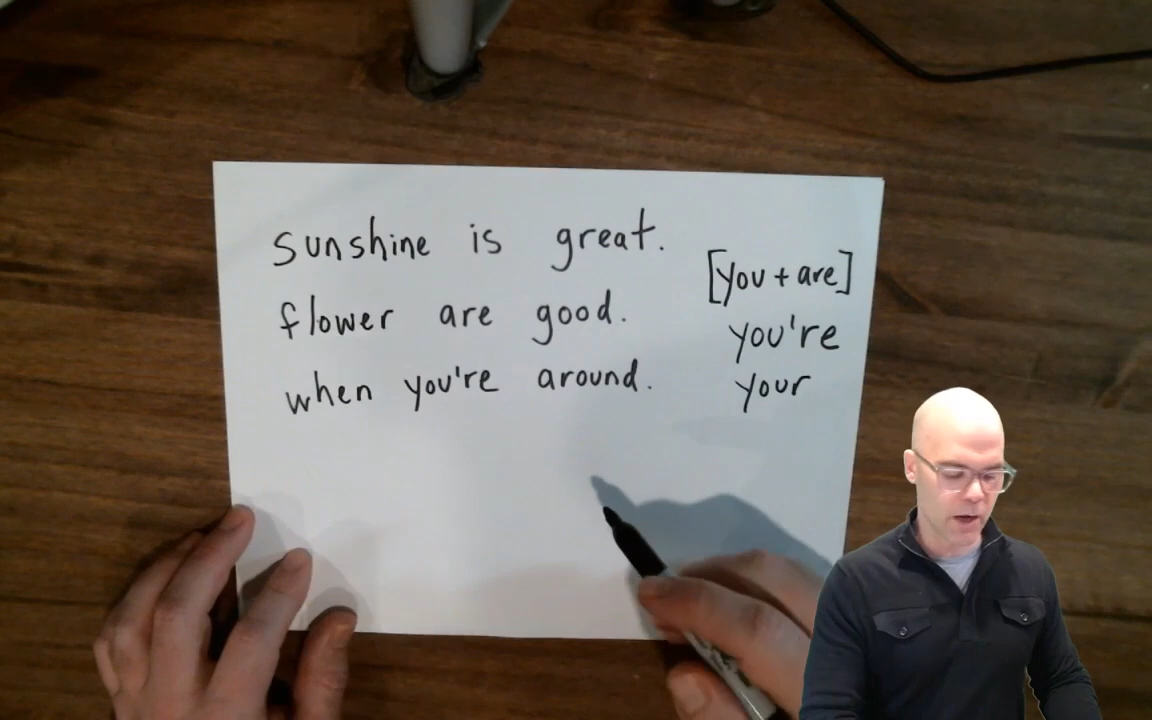 sunshine is great.
flower are good.
when you're around.
[you + are]
you're
your